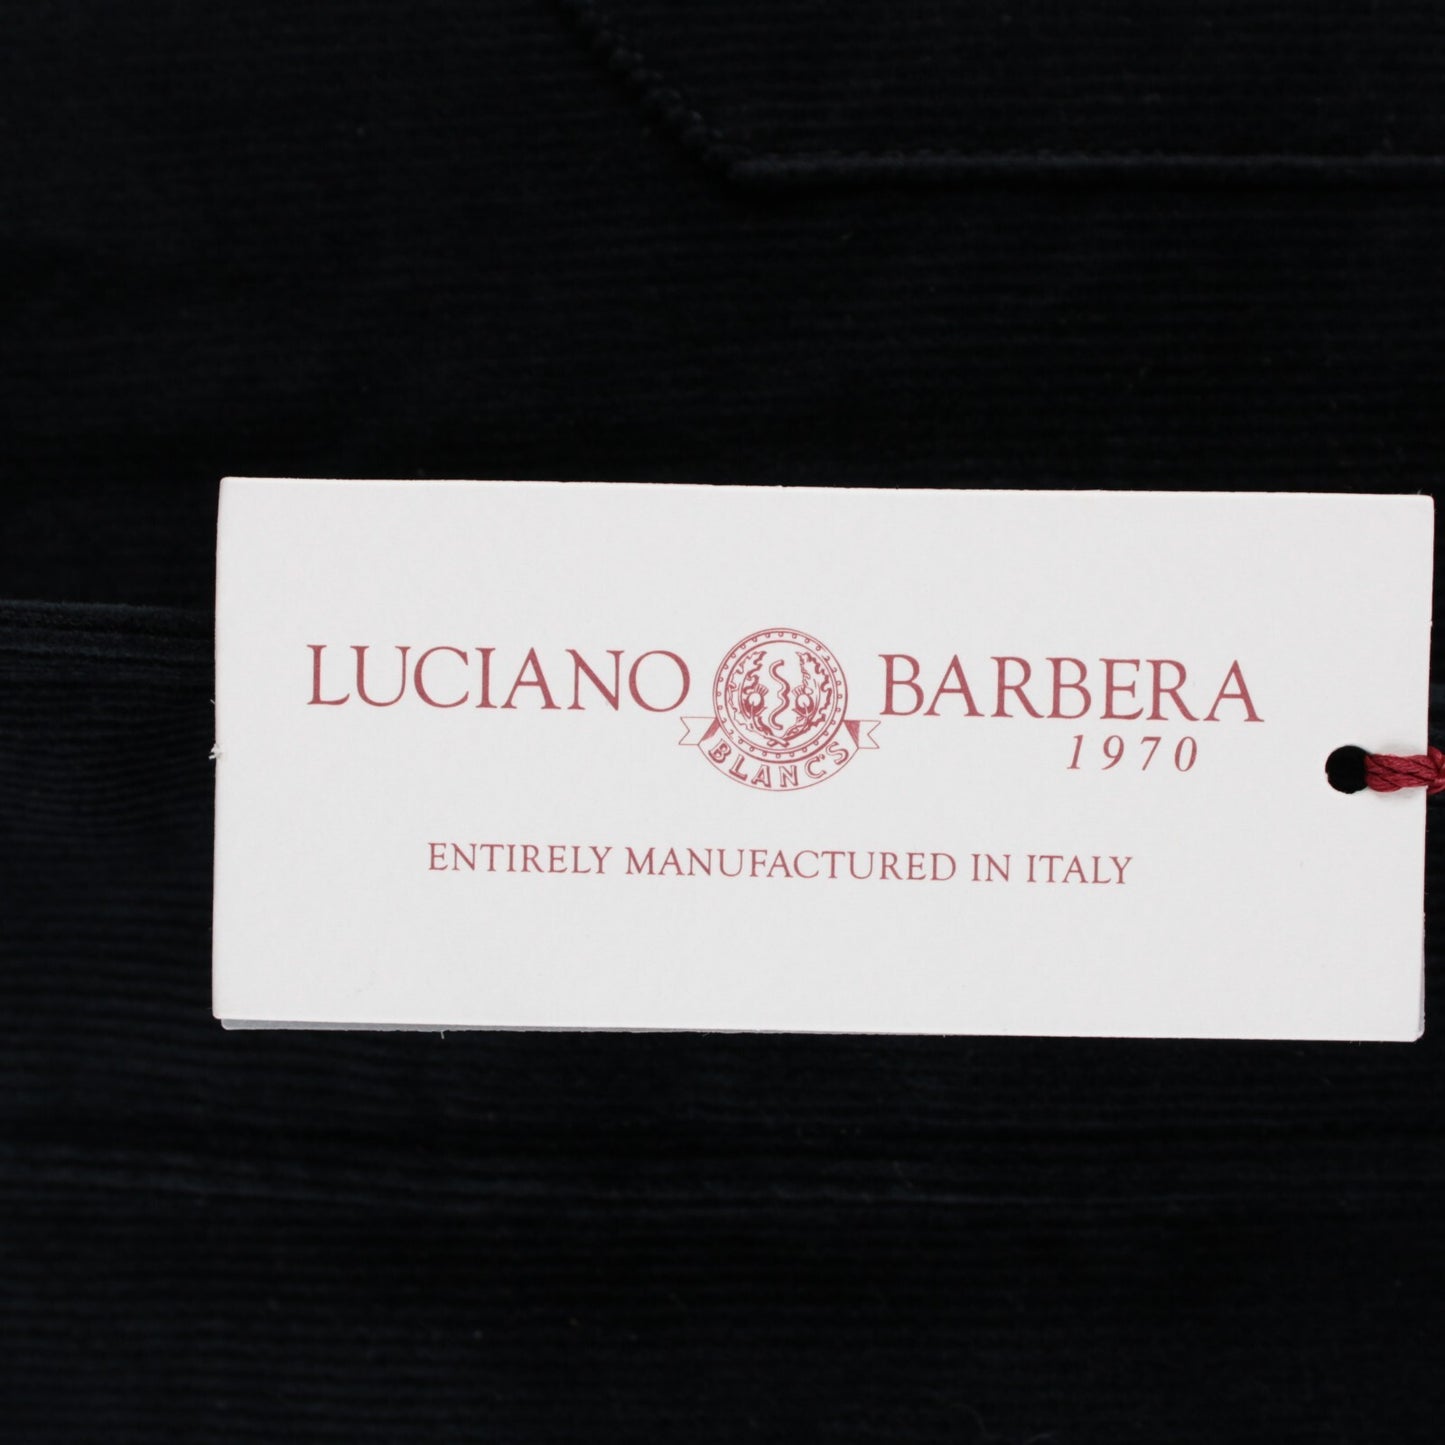 LUCIANO BARBERA
BLANC'S
1970
ENTIRELY MANUFACTURED IN ITALY